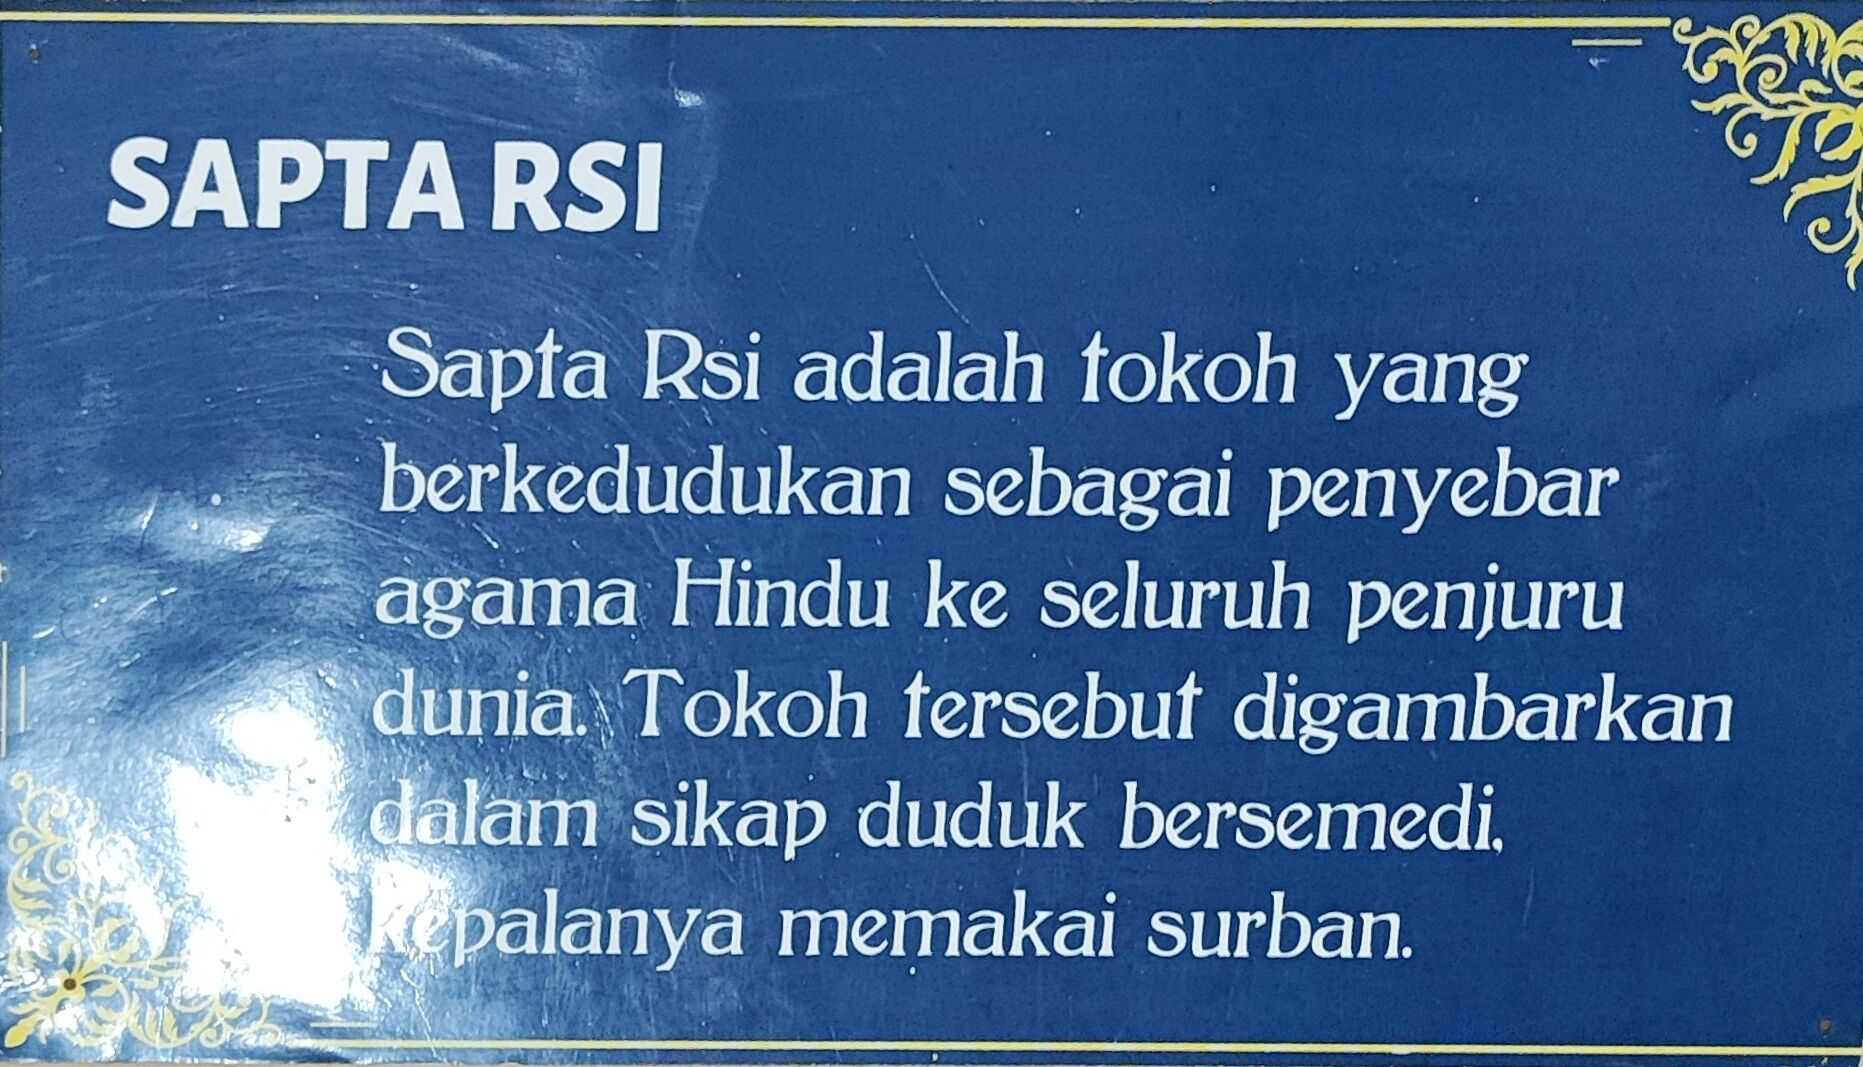 SAPTA RSI
Sapta Rsi adalah tokoh yang
berkedudukan sebagai penyebar
agama Hindu ke seluruh penjuru
dunia. Tokoh tersebut digambarkan
dalam sikap duduk bersemedi,
kepalanya memakai surban.